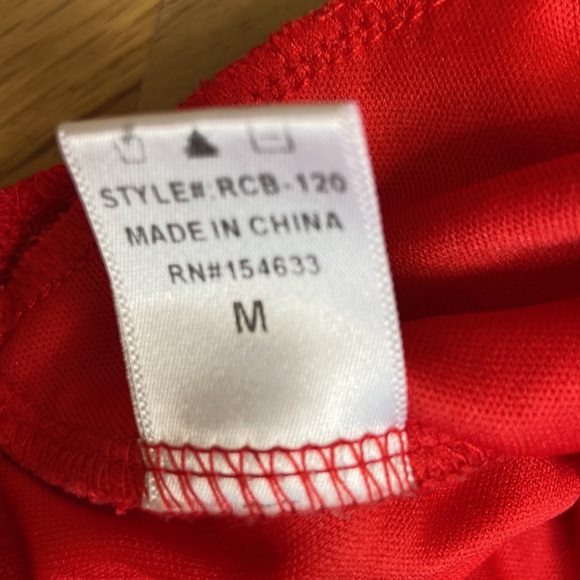 STYLE#:RCB-120
MADE IN CHINA
RN#154633
M